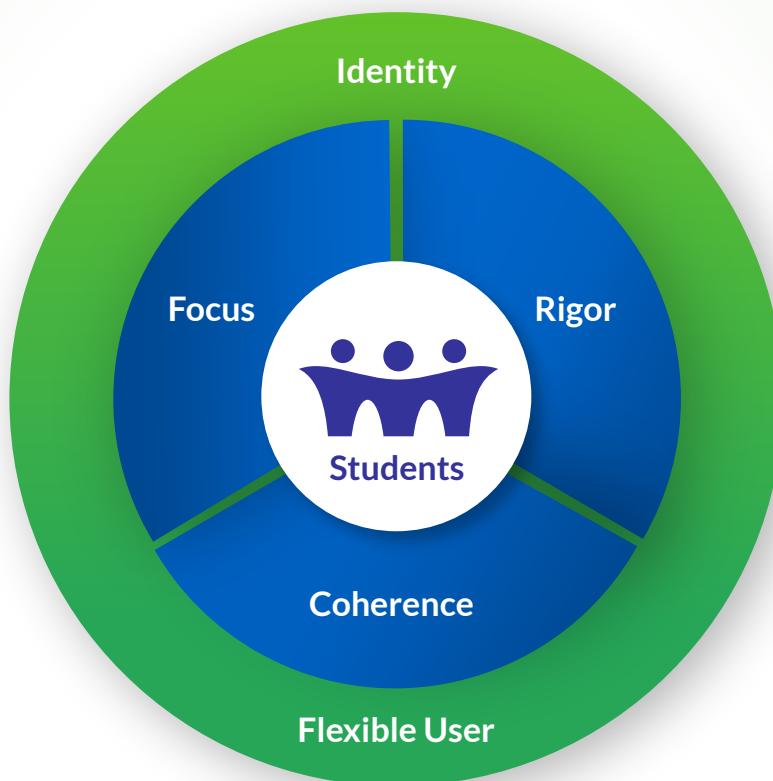 Identity
Focus
Rigor
Students
Coherence
Flexible User